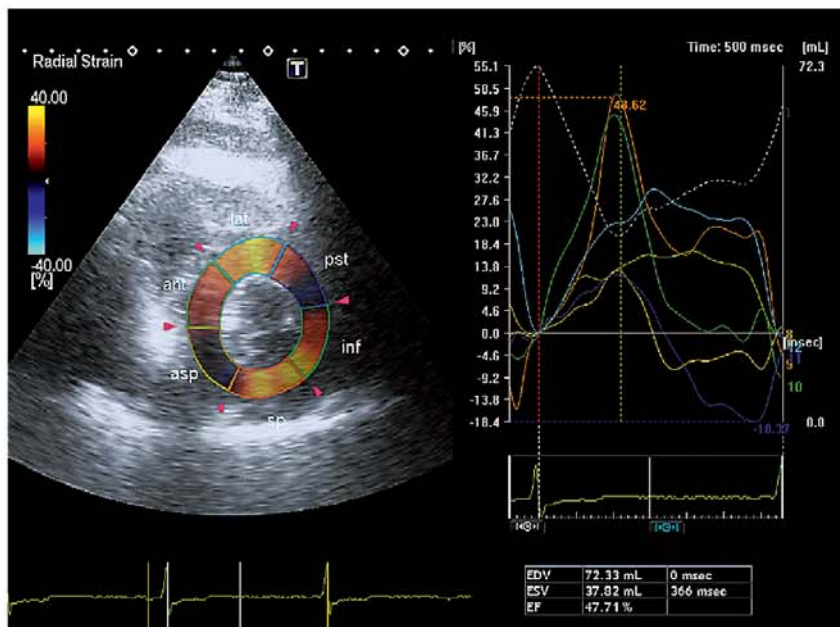 Radial Strain
T
40.00
-40.00
[%]
lat
pst
ant
inf
asp
sp
[%]
Time: 500 msec
[mL]
55.1
72.3
50.5
45.9
48.62
41.3
36.7
32.2
27.6
23.0
18.4
13.8
9.2
4.6
0.0
-4.6
-9.2
-13.8
-18.4
[msec]
8
12
9
10
-18.37
0.0
EDV 72.33 mL 0 msec
ESV 37.82 mL 366 msec
EF 47.71 %